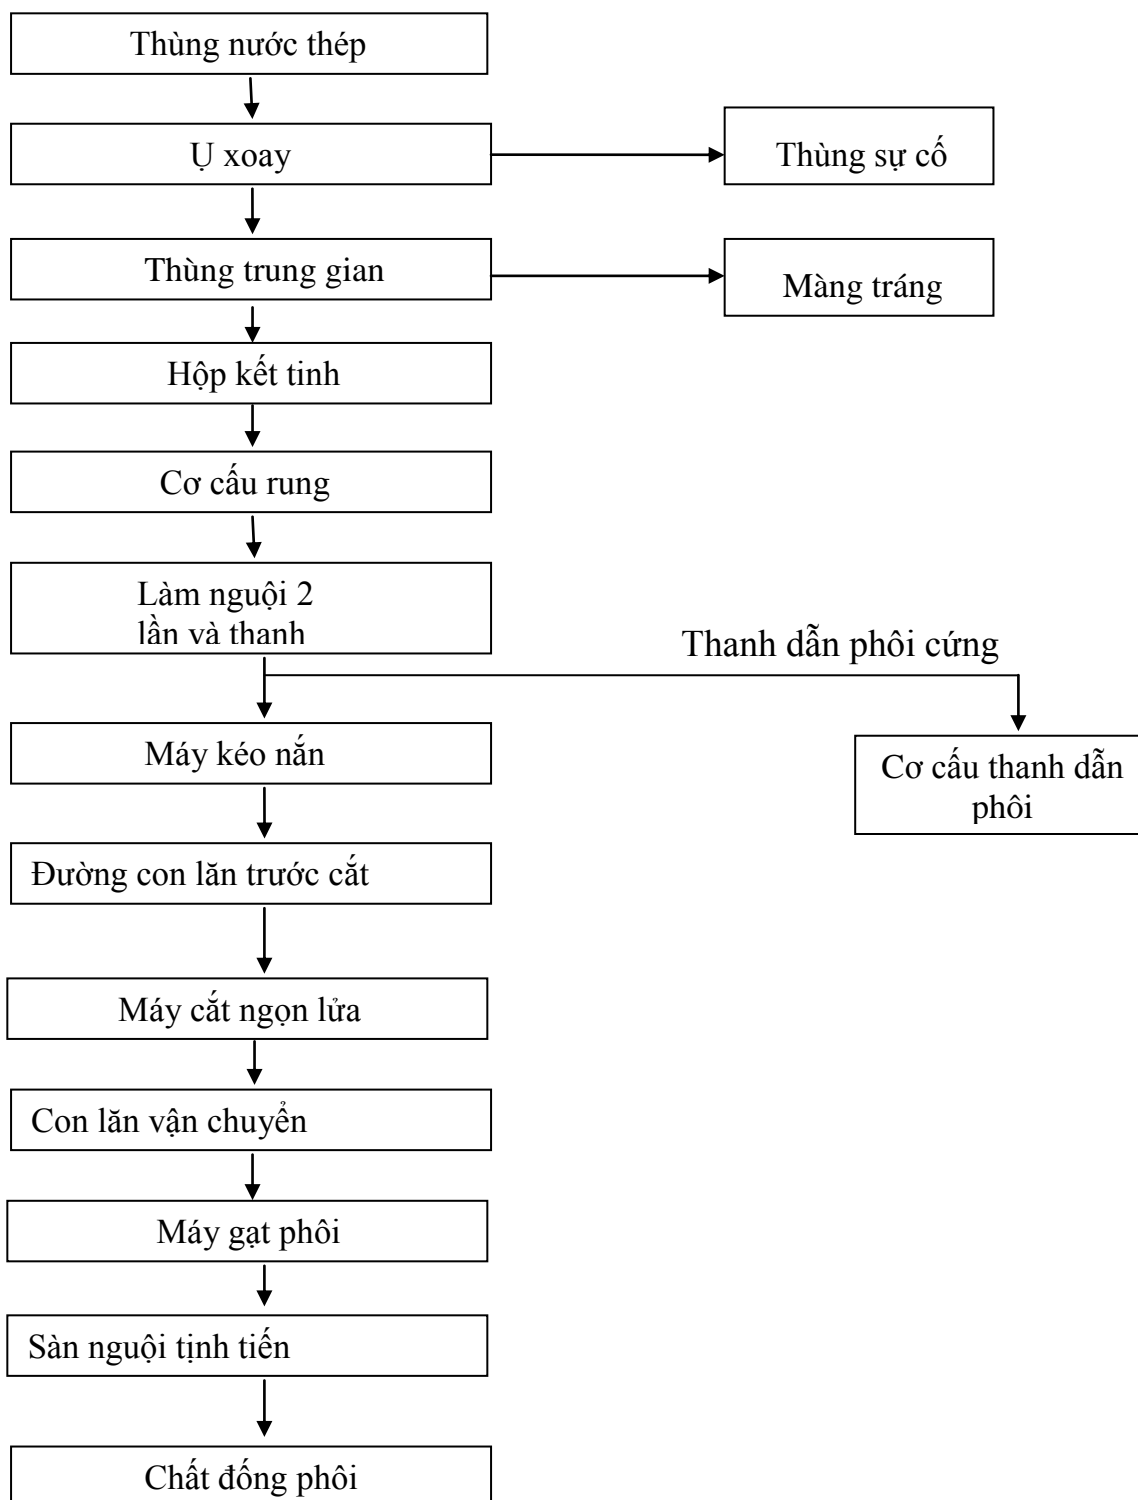 Thùng nước thép
Ụ xoay
Thùng sự cố
Thùng trung gian
Màng tráng
Hộp kết tinh
Cơ cấu rung
Làm nguội 2
lần và thanh
Thanh dẫn phôi cứng
Máy kéo nắn
Cơ cấu thanh dẫn
phôi
Đường con lăn trước cắt
Máy cắt ngọn lửa
Con lăn vận chuyển
Máy gạt phôi
Sàn nguội tịnh tiến
Chất đống phôi